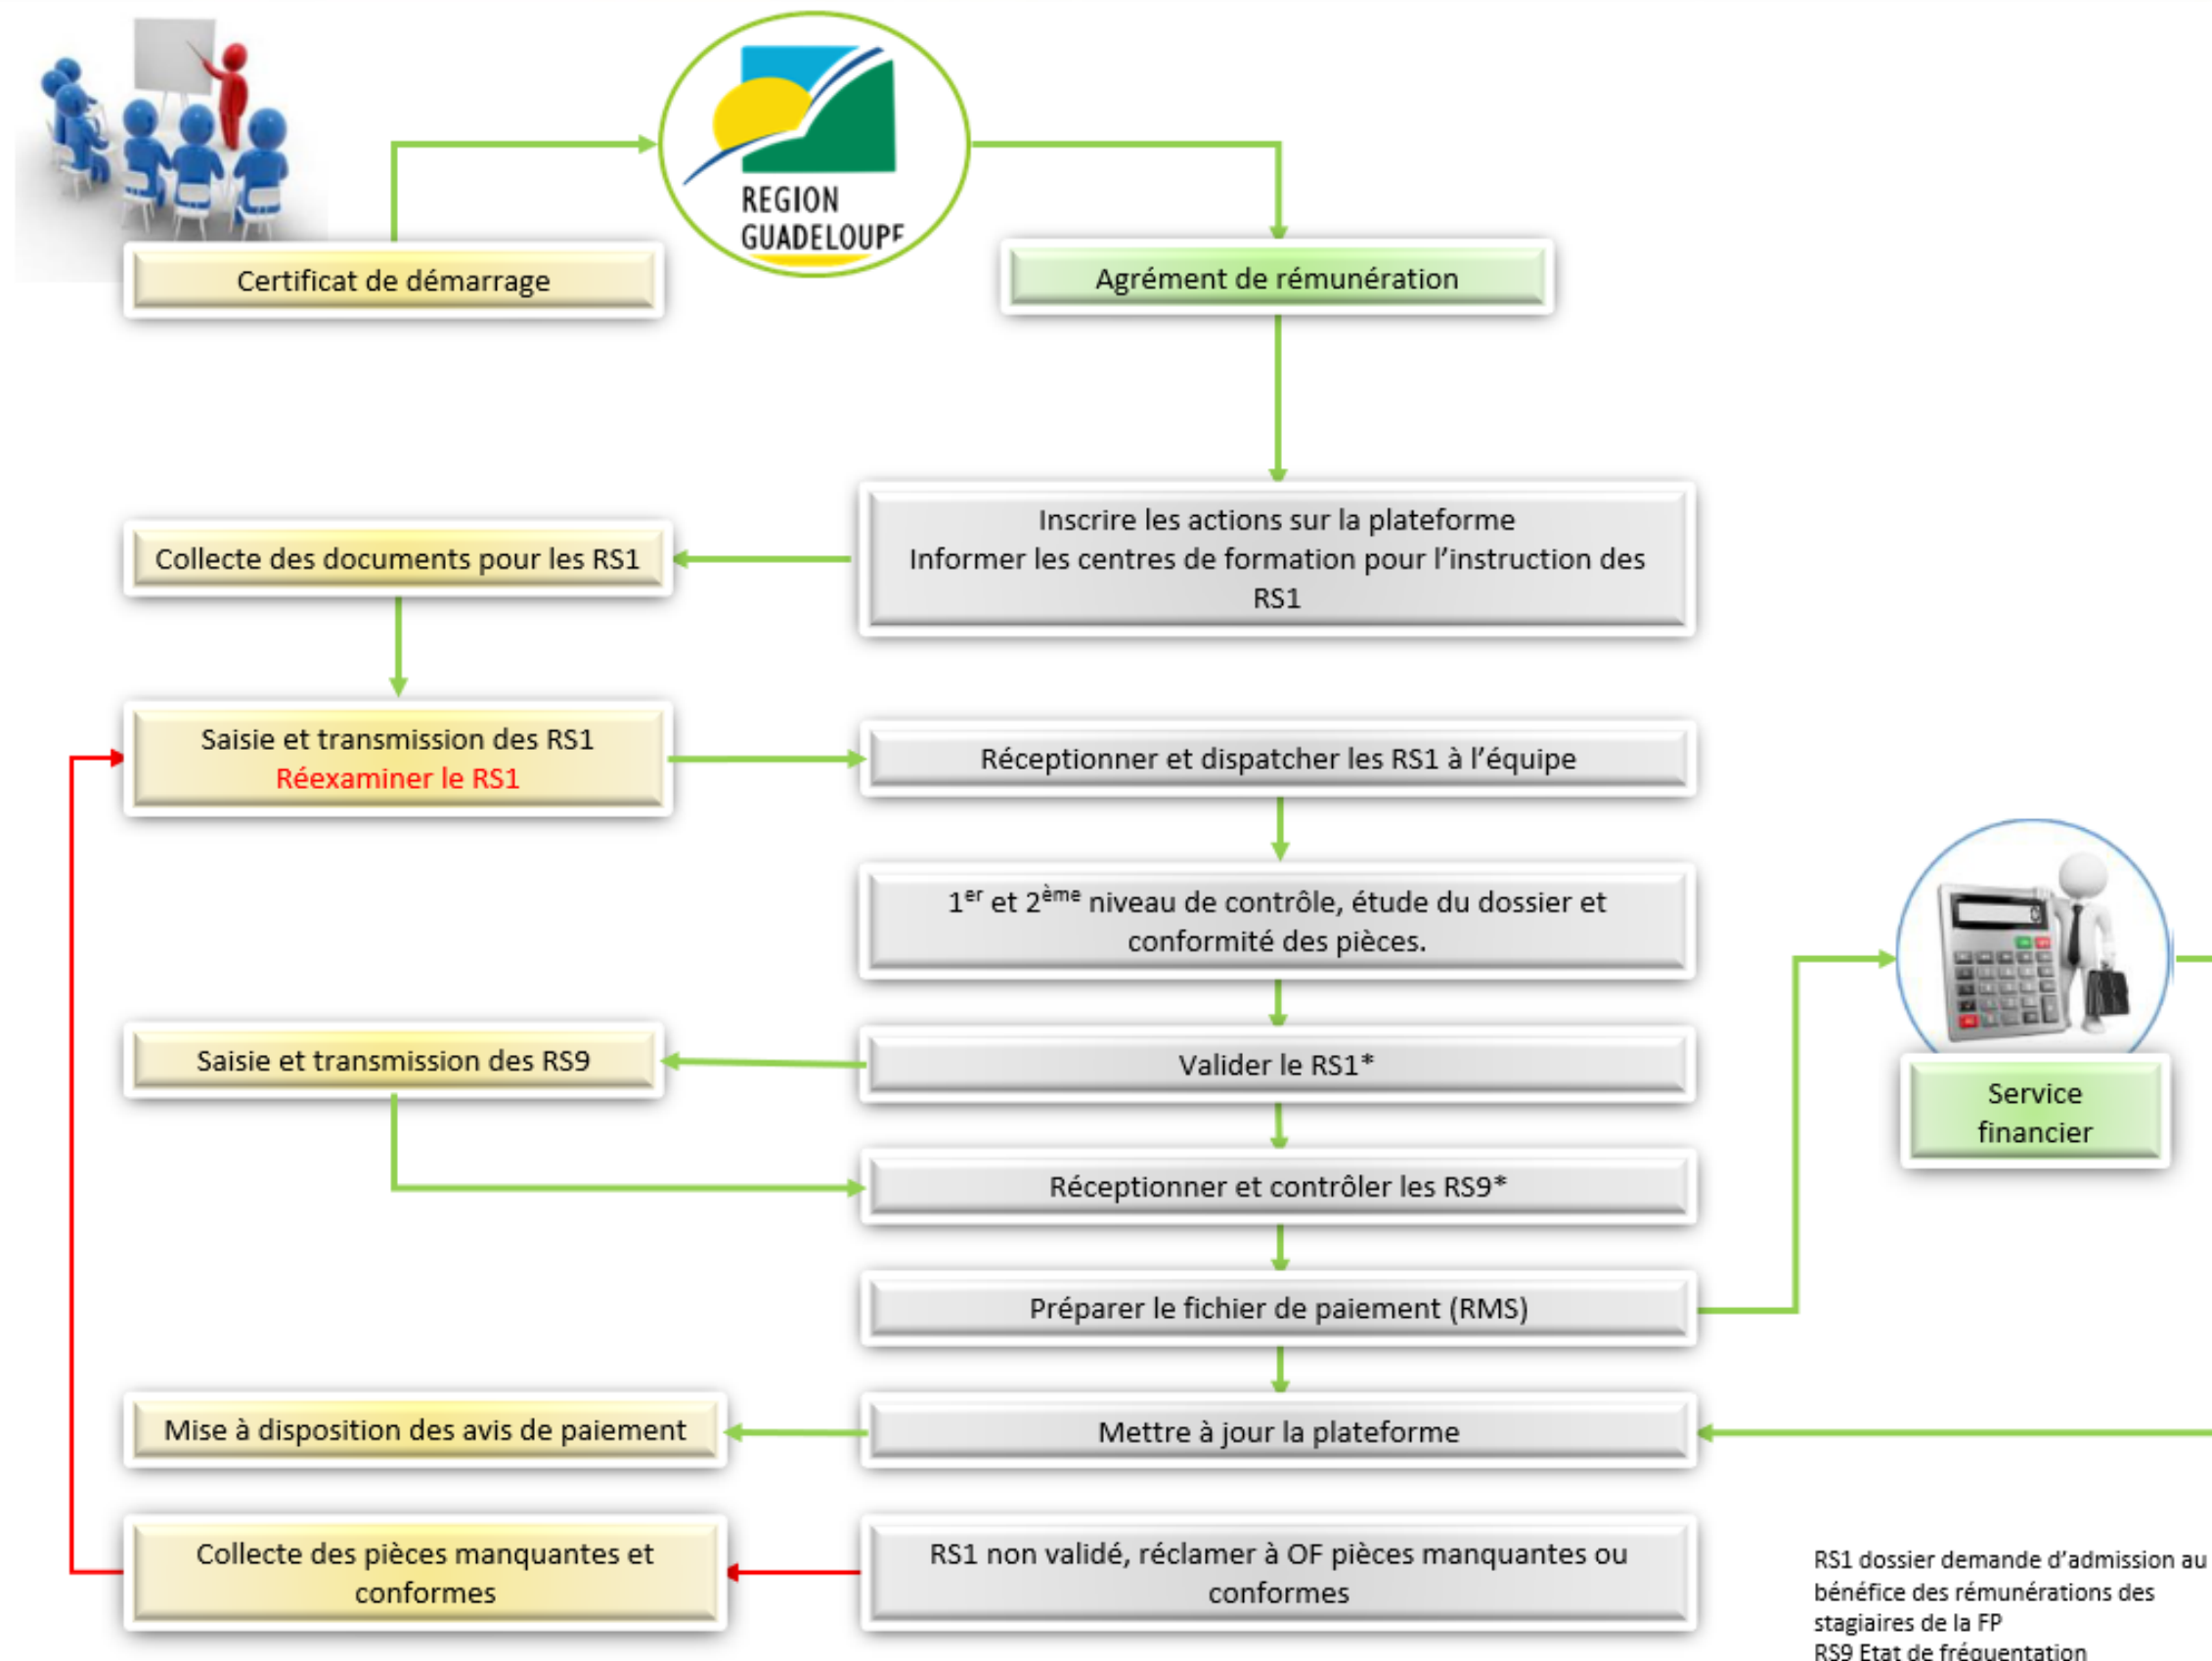 REGION
GUADELOUPE
Certificat de démarrage
Agrément de rémunération
Inscrire les actions sur la plateforme
Informer les centres de formation pour l'instruction des
RS1
Collecte des documents pour les RS1
Saisie et transmission des RS1
Réexaminer le RS1
Réceptionner et dispatcher les RS1 à l'équipe
1er et 2ème niveau de contrôle, étude du dossier et
conformité des pièces.
Saisie et transmission des RS9
Valider le RS1*
Service
financier
Réceptionner et contrôler les RS9*
Préparer le fichier de paiement (RMS)
Mise à disposition des avis de paiement
Mettre à jour la plateforme
Collecte des pièces manquantes et
conformes
RS1 non validé, réclamer à OF pièces manquantes ou
conformes
RS1 dossier demande d'admission au
bénéfice des rémunérations des
stagiaires de la FP
RS9 Etat de fréquentation